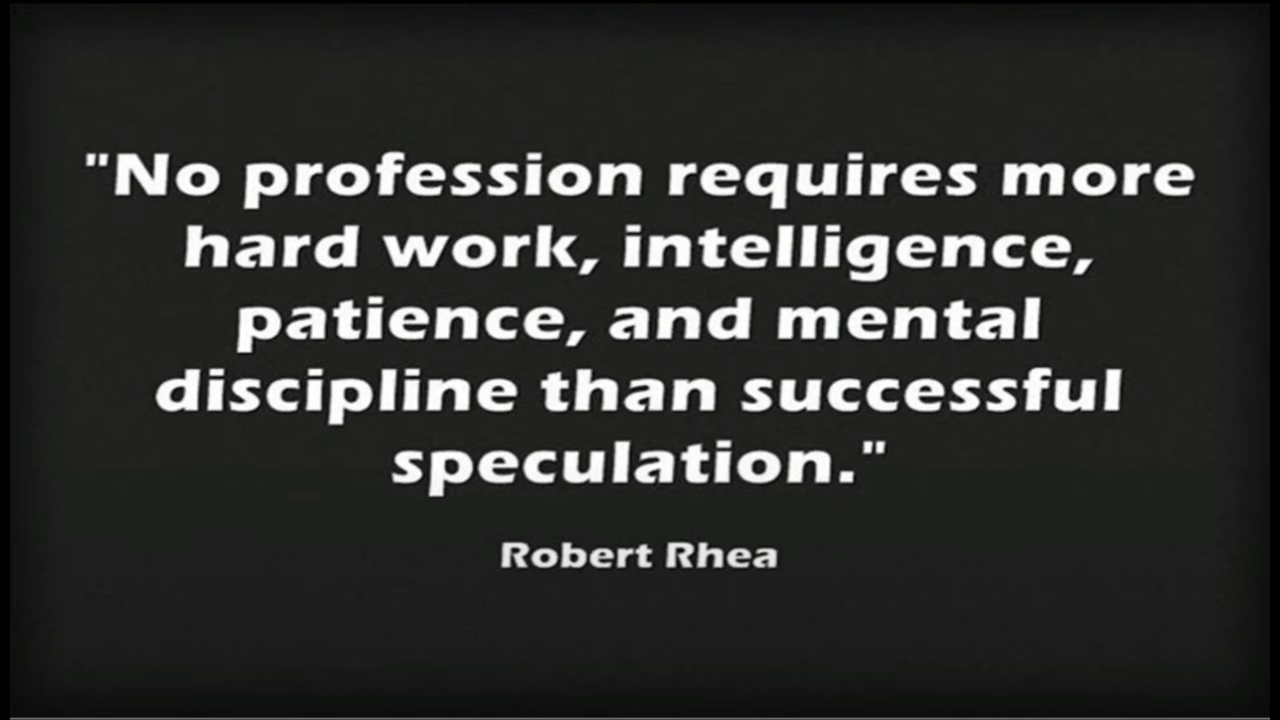 "No profession requires more
hard work, intelligence,
patience, and mental
discipline than successful
speculation."
Robert Rhea